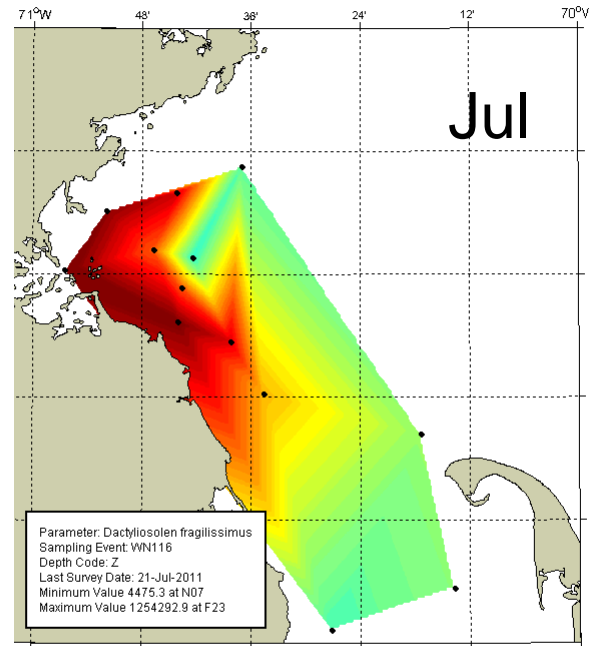 71°W 48' 36' 24' 12' 70°W
Jul
Parameter: Dactyliosolen fragilissimus
Sampling Event: WN116
Depth Code: Z
Last Survey Date: 21-Jul-2011
Minimum Value 4475.3 at N07
Maximum Value 1254292.9 at F23